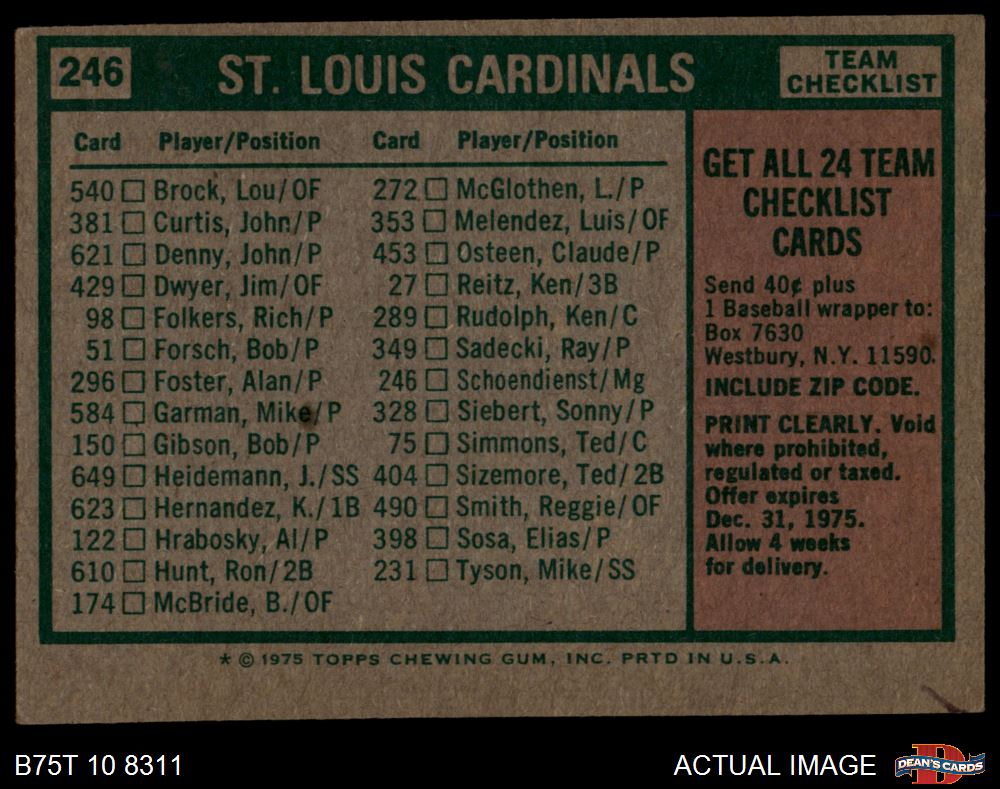 246
ST. LOUIS CARDINALS
TEAM
CHECKLIST
Card Player/Position Card Player/Position
540 □ Brock, Lou/OF 272 □ McGlothen, L./P
381 □ Curtis, John/P 353 □ Melendez, Luis/OF
621 □ Denny, John/P 453 □ Osteen, Claude/P
429 □ Dwyer, Jim/OF 27 □ Reitz, Ken/3B
98 □ Folkers, Rich/P 289 □ Rudolph, Ken/C
51 □ Forsch, Bob/P 349 □ Sadecki, Ray/P
296 □ Foster, Alan/P 246 □ Schoendienst/Mg
584 □ Garman, Mike/P 328 □ Siebert, Sonny/P
150 □ Gibson, Bob/P 75 □ Simmons, Ted/C
649 □ Heidemann, J./SS 404 □ Sizemore, Ted/2B
623 □ Hernandez, K./1B 490 □ Smith, Reggie/OF
122 □ Hrabosky, Al/P 398 □ Sosa, Elias/P
610 □ Hunt, Ron/2B 231 □ Tyson, Mike/SS
174 □ McBride, B./OF
GET ALL 24 TEAM
CHECKLIST
CARDS
Send 40¢ plus
1 Baseball wrapper to:
Box 7630
Westbury, N.Y. 11590.
INCLUDE ZIP CODE.
PRINT CLEARLY. Void
where prohibited,
regulated or taxed.
Offer expires
Dec. 31, 1975.
Allow 4 weeks
for delivery.
* © 1975 TOPPS CHEWING GUM, INC. PRTD IN U.S.A.
B75T 10 8311
ACTUAL IMAGE
D
DEAN'S CARDS